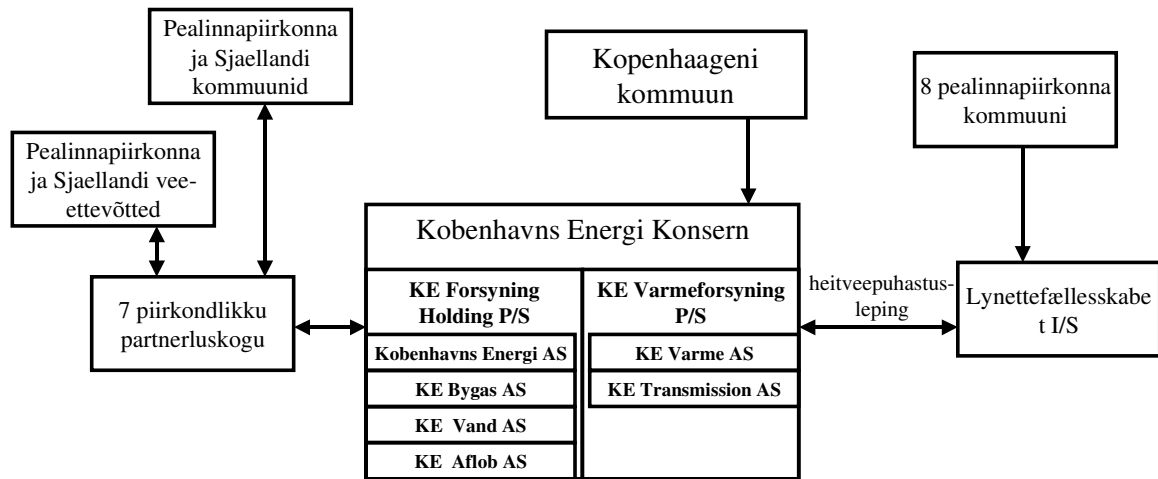 Pealinnapiirkonna
ja Sjaellandi
kommuunid
Kopenhaageni
kommuun
8 pealinnapiirkonna
kommuuni
Pealinnapiirkonna
ja Sjaellandi vee-
ettevõtted
7 piirkondlikku
partnerluskogu
Kobenhavns Energi Konsern
KE Forsyning
Holding P/S
Kobenhavns Energi AS
KE Bygas AS
KE Vand AS
KE Aflob AS
KE Varmeforsyning
P/S
KE Varme AS
KE Transmission AS
heitveepuhastus-
leping
Lynettefællesskabe
t I/S